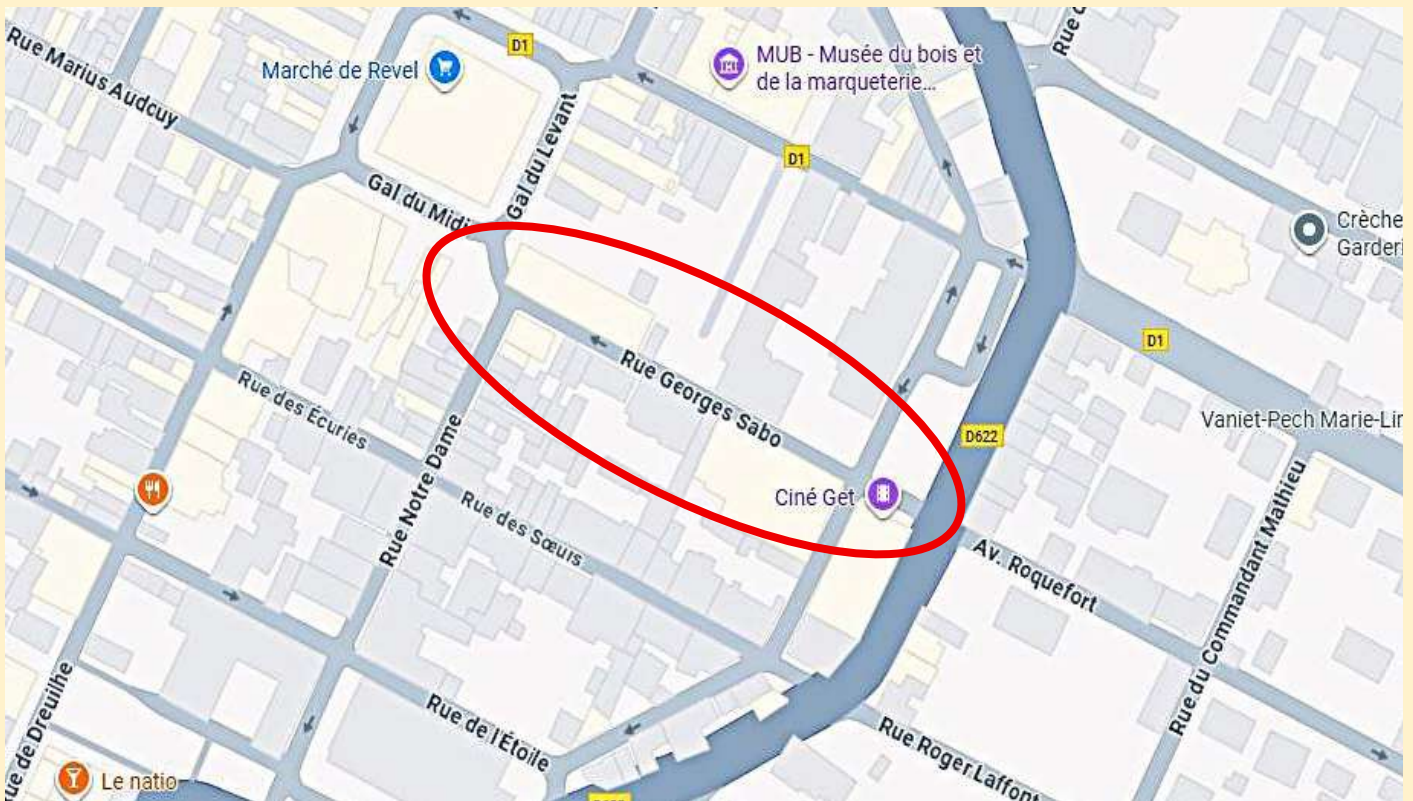 D1
Rue Marius Audcuy
Marché de Revel
MUB - Musée du bois et
de la marqueterie...
Gal du Levant
D1
Gal du Midi
Crèche
D1
Rue Georges Sabo
Rue des Écuries
Vaniet-Pech Marie-Lir
D622
Rue Notre Dame
Ciné Get
Rue des Sœurs
Av. Roquefort
Rue du Commandant Mathieu
Rue de l'Étoile
Rue Roger Laffont
de Dreuilhe
Le natio